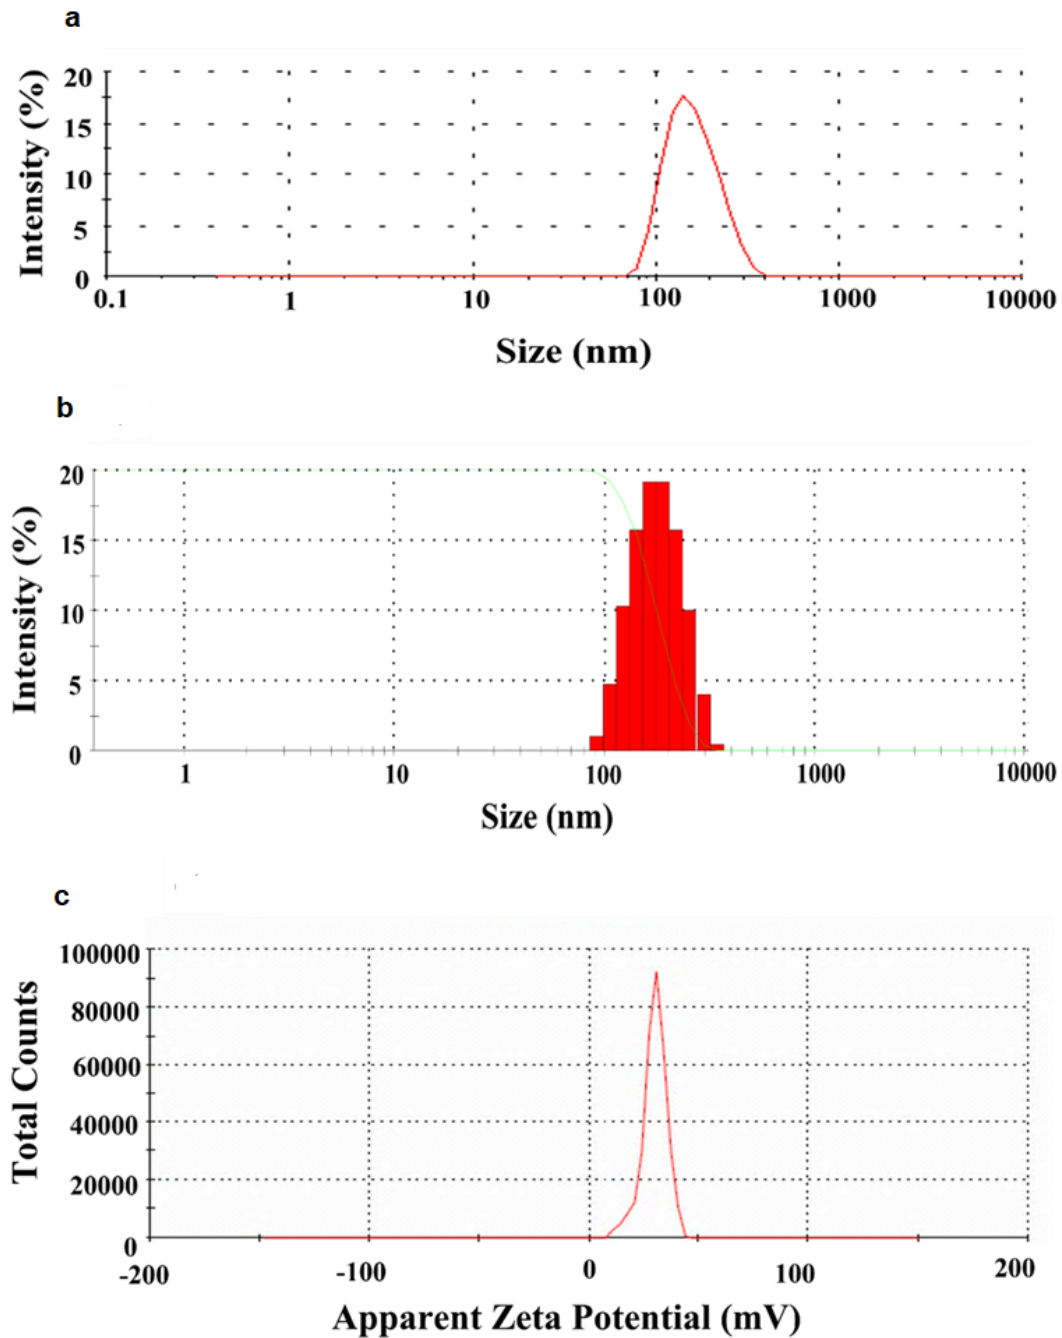 a
Intensity (%)
20
15
10
5
0
0.1 1 10 100 1000 10000
Size (nm)
b
Intensity (%)
20
15
10
5
0
1 10 100 1000 10000
Size (nm)
c
Total Counts
100000
80000
60000
40000
20000
0
-200 -100 0 100 200
Apparent Zeta Potential (mV)